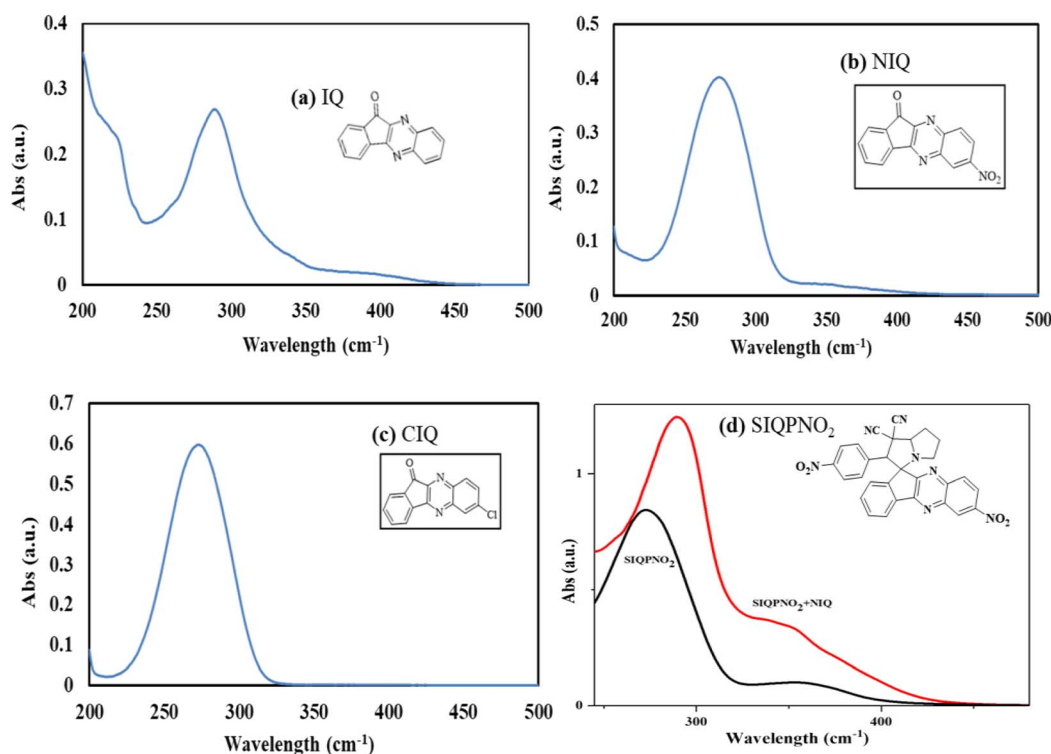 0.4
0.3
0.2
0.1
0
200 250 300 350 400 450 500
Abs (a.u.)
Wavelength (cm⁻¹)
(a) IQ
O
N
N
0.5
0.4
0.3
0.2
0.1
0
200 250 300 350 400 450 500
Abs (a.u.)
Wavelength (cm⁻¹)
(b) NIQ
O
N
N
NO₂
0.7
0.6
0.5
0.4
0.3
0.2
0.1
0
200 250 300 350 400 450 500
Abs (a.u.)
Wavelength (cm⁻¹)
(c) CIQ
O
N
N
Cl
1
0
300 400
Abs (a.u.)
Wavelength (cm⁻¹)
(d) SIQPNO₂
CN
NC
O₂N
N
N
N
NO₂
SIQPNO₂
SIQPNO₂+NIQ